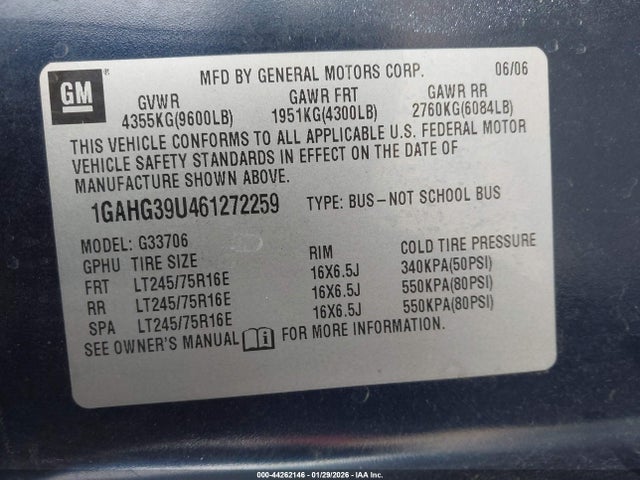 GM
®
MFD BY GENERAL MOTORS CORP. 06/06
GVWR GAWR FRT GAWR RR
4355KG(9600LB) 1951KG(4300LB) 2760KG(6084LB)
THIS VEHICLE CONFORMS TO ALL APPLICABLE U.S. FEDERAL MOTOR
VEHICLE SAFETY STANDARDS IN EFFECT ON THE DATE OF
MANUFACTURE SHOWN ABOVE.
1GAHG39U461272259 TYPE: BUS-NOT SCHOOL BUS
MODEL: G33706
GPHU TIRE SIZE RIM COLD TIRE PRESSURE
FRT LT245/75R16E 16X6.5J 340KPA(50PSI)
RR LT245/75R16E 16X6.5J 550KPA(80PSI)
SPA LT245/75R16E 16X6.5J 550KPA(80PSI)
SEE OWNER'S MANUAL FOR MORE INFORMATION.
000-44262146 - 01/29/2026 - IAA Inc.